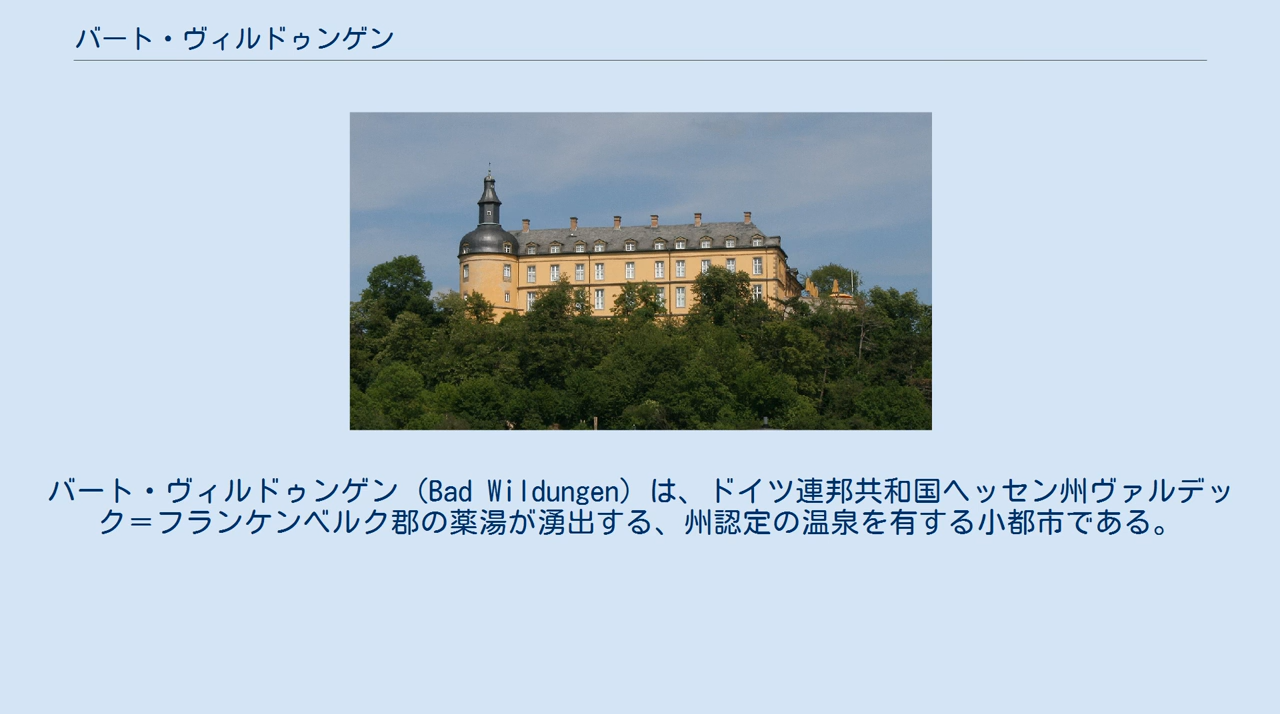 バート・ヴィルドゥンゲン
バート・ヴィルドゥンゲン（Bad Wildungen）は、ドイツ連邦共和国ヘッセン州ヴァルデッ
ク＝フランケンベルク郡の薬湯が湧出する、州認定の温泉を有する小都市である。